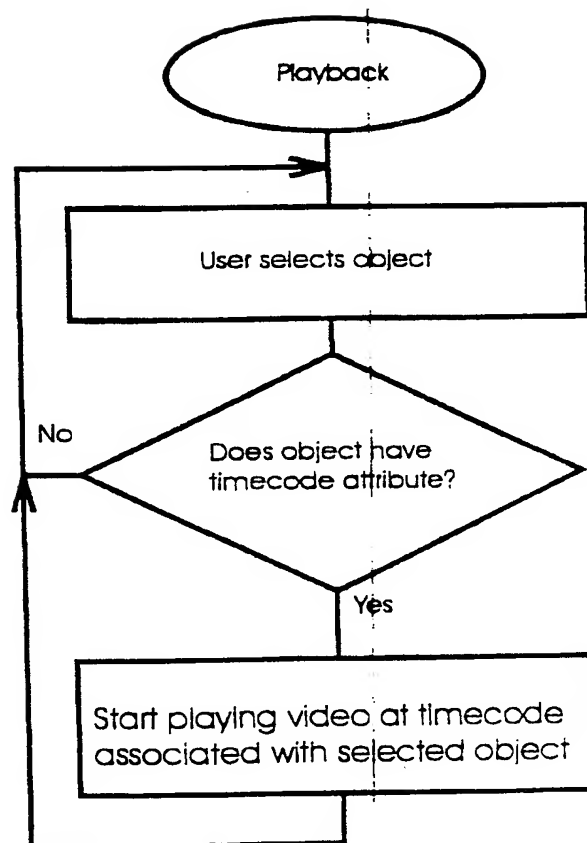 Playback
User selects object
No
Does object have
timecode attribute?
Yes
Start playing video at timecode
associated with selected object